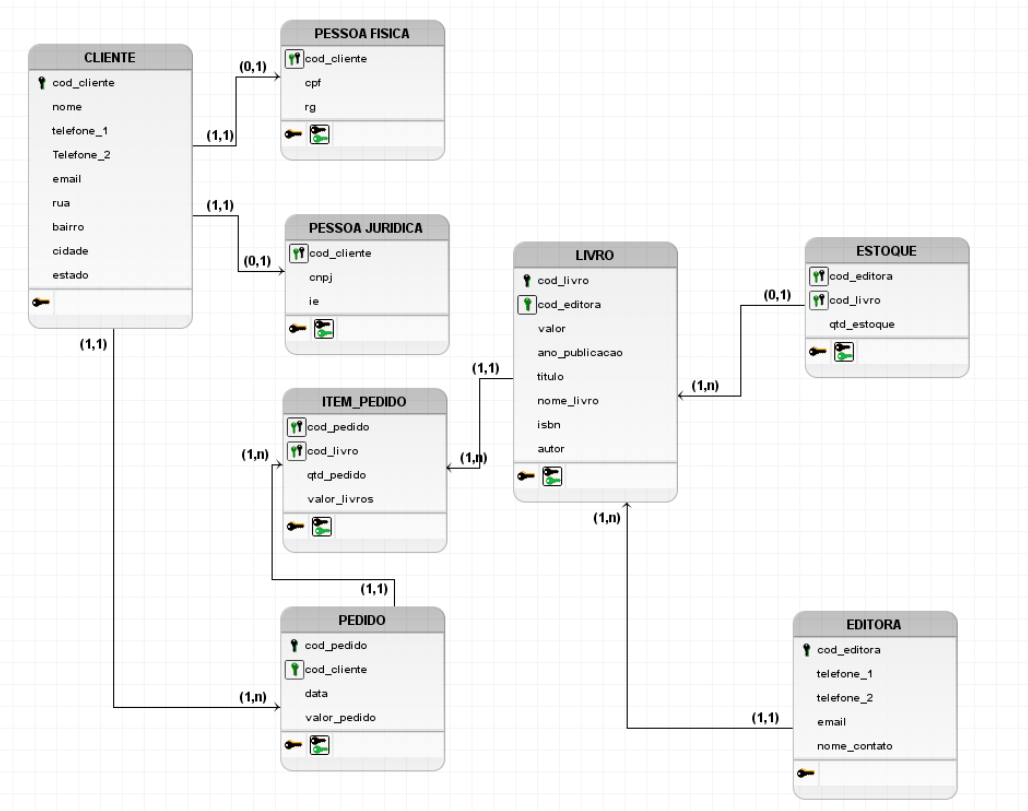 CLIENTE
cod_cliente
nome
telefone_1
Telefone_2
email
rua
bairro
cidade
estado
(1,1)
(0,1)
PESSOA FISICA
cod_cliente
cpf
rg
(1,1)
(0,1)
PESSOA JURIDICA
cod_cliente
cnpj
ie
(1,1)
(1,n)
ITEM_PEDIDO
cod_pedido
cod_livro
qtd_pedido
valor_livros
(1,n)
(1,1)
PEDIDO
cod_pedido
cod_cliente
data
valor_pedido
(1,1)
(1,n)
LIVRO
cod_livro
cod_editora
valor
ano_publicacao
titulo
nome_livro
isbn
autor
(0,1)
(1,n)
ESTOQUE
cod_editora
cod_livro
qtd_estoque
(1,n)
(1,1)
EDITORA
cod_editora
telefone_1
telefone_2
email
nome_contato